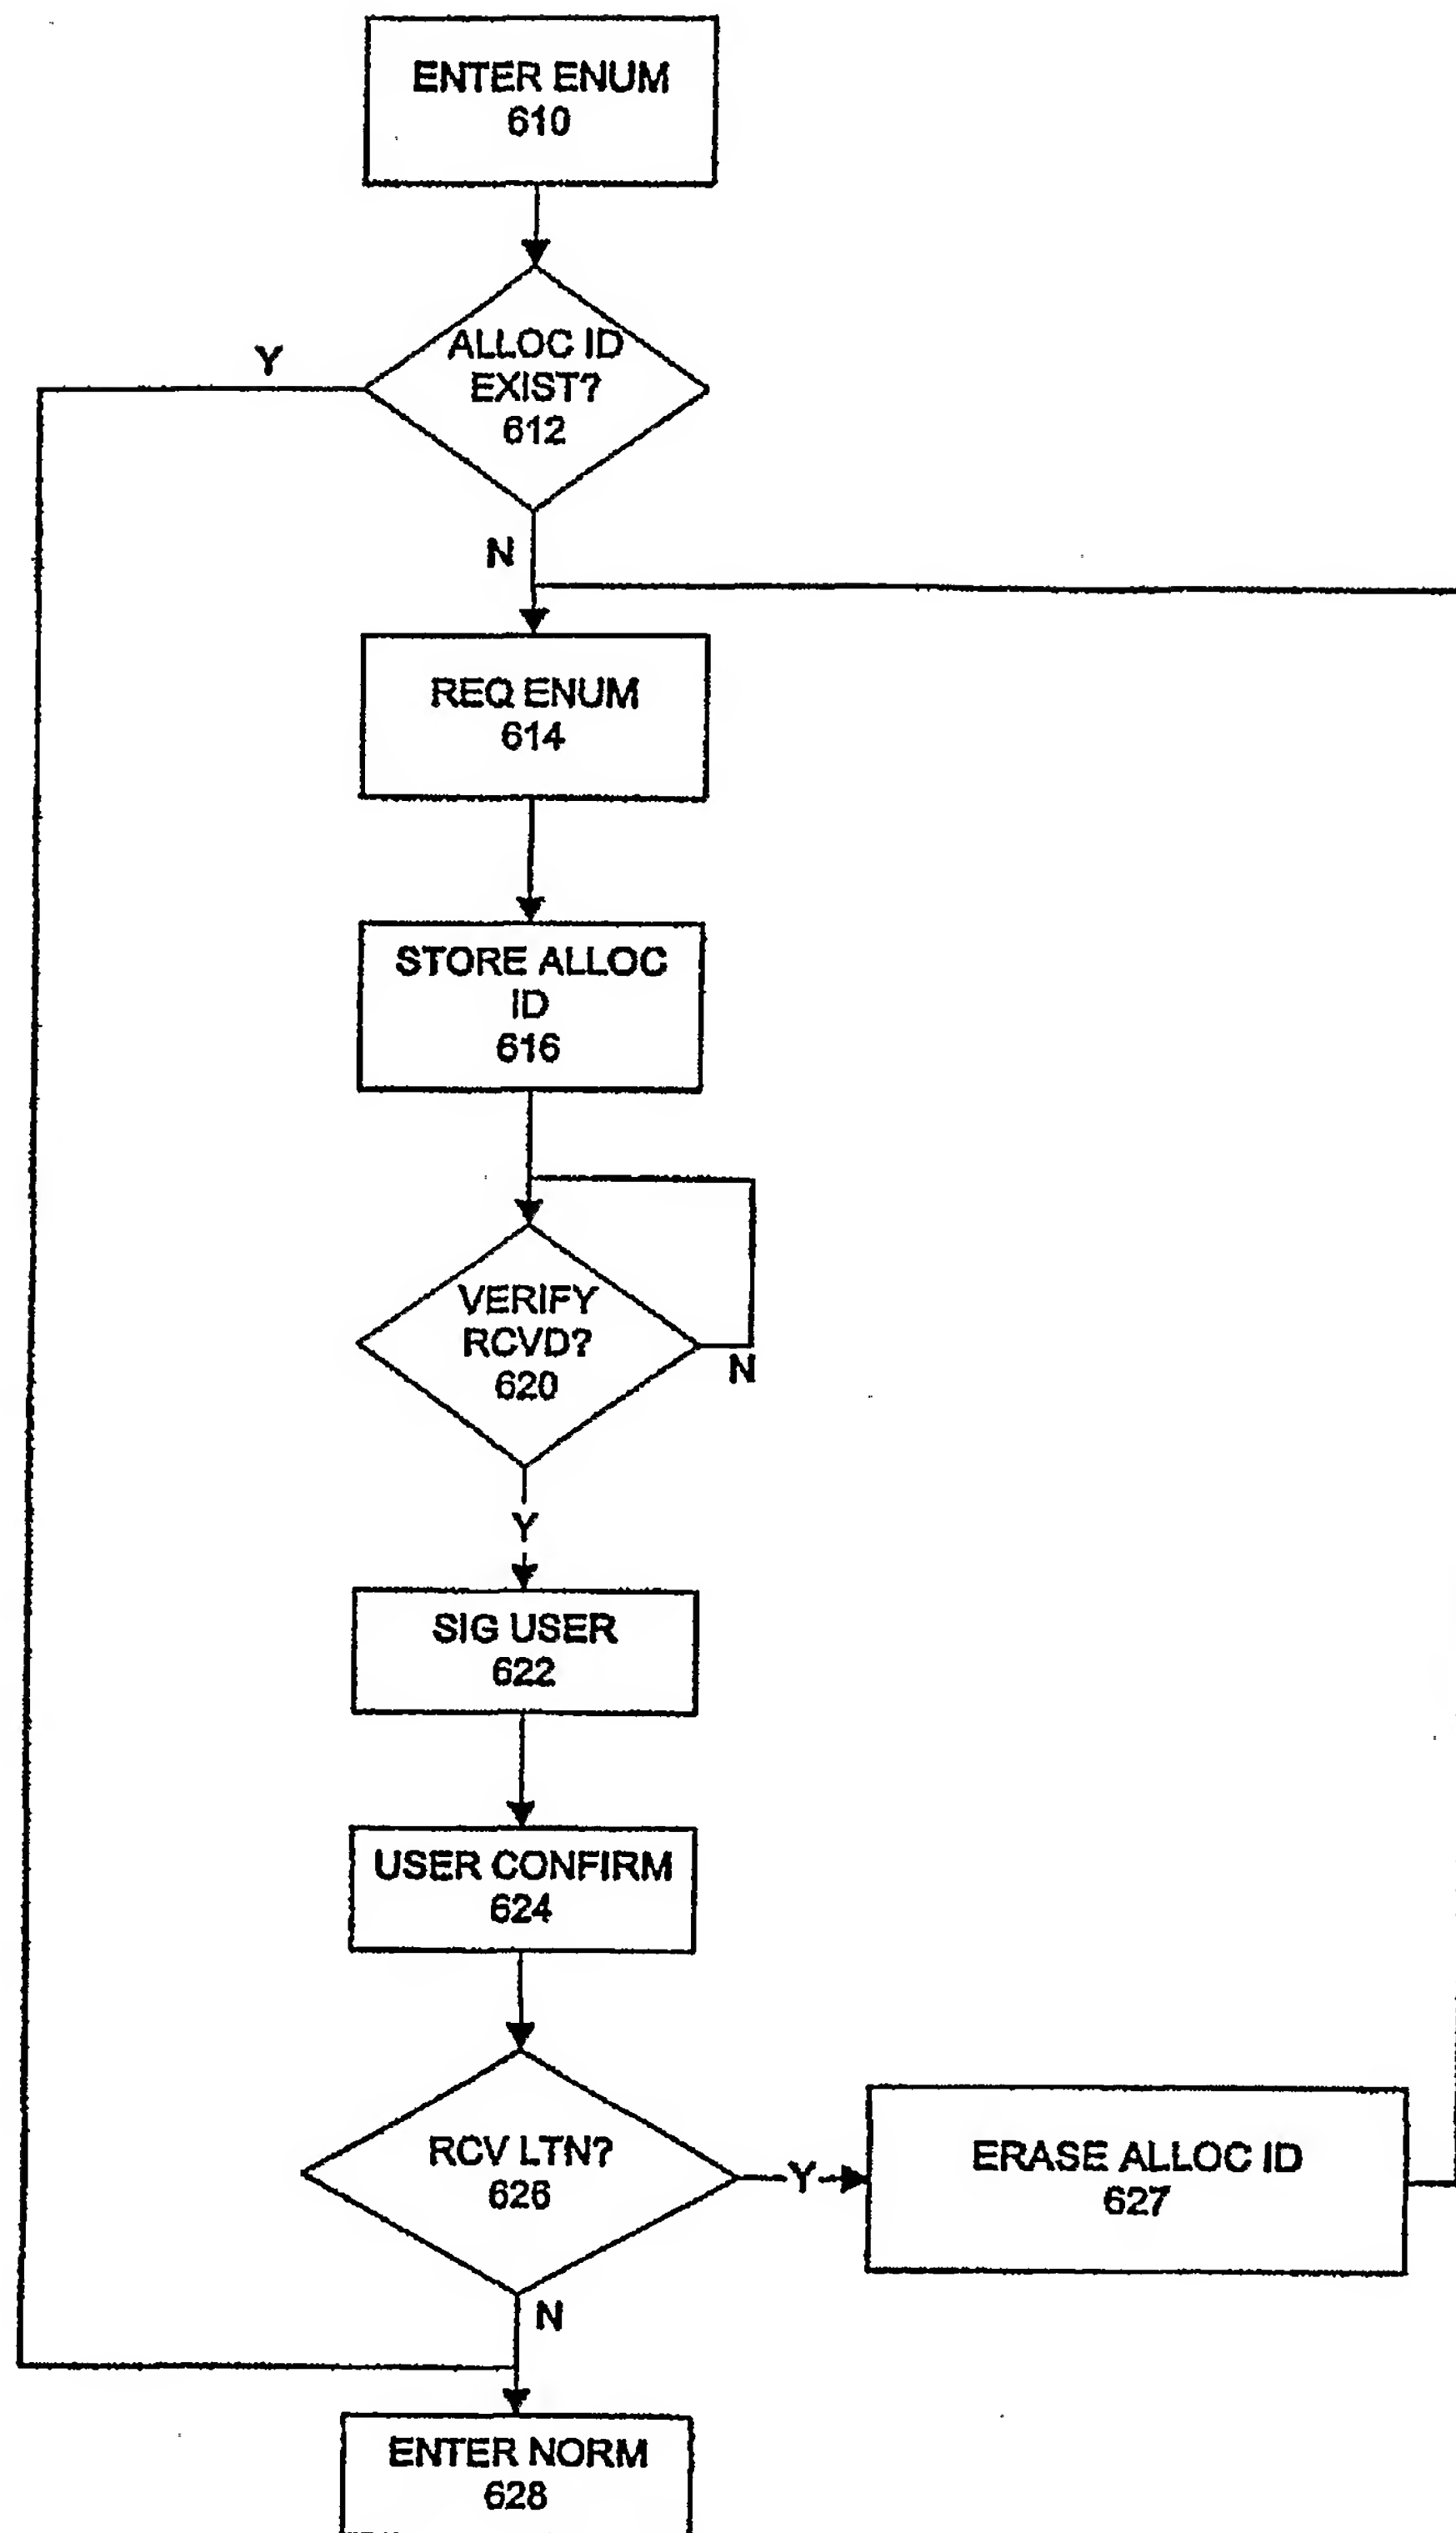 ENTER ENUM
610
ALLOC ID
EXIST?
612
Y
N
REQ ENUM
614
STORE ALLOC
ID
616
VERIFY
RCVD?
620
N
Y
SIG USER
622
USER CONFIRM
624
RCV LTN?
626
Y
ERASE ALLOC ID
627
N
ENTER NORM
628